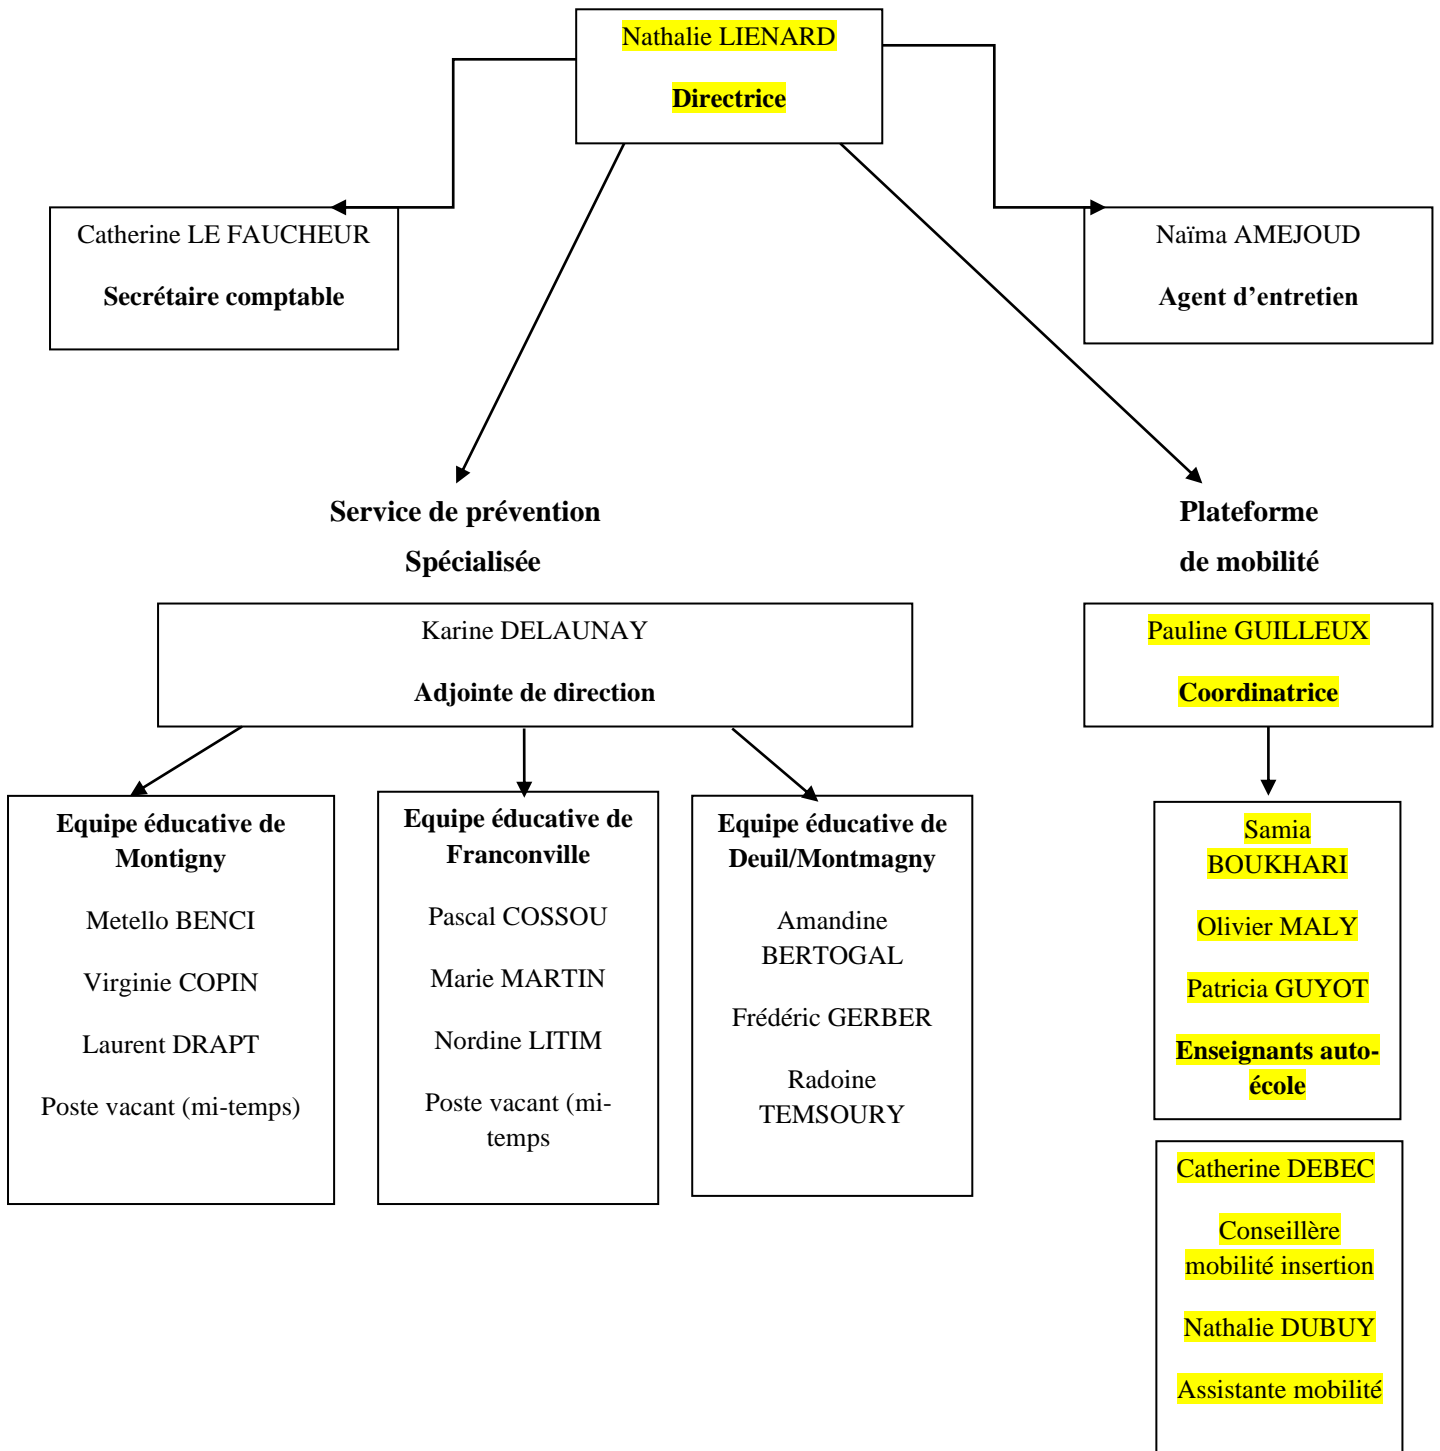 Nathalie LIENARD
Directrice
Catherine LE FAUCHEUR
Secrétaire comptable
Naïma AMEJOUD
Agent d’entretien
Service de prévention
Spécialisée
Plateforme
de mobilité
Karine DELAUNAY
Adjointe de direction
Pauline GUILLEUX
Coordinatrice
Equipe éducative de
Montigny
Metello BENCI
Virginie COPIN
Laurent DRAPT
Poste vacant (mi-temps)
Equipe éducative de
Franconville
Pascal COSSOU
Marie MARTIN
Nordine LITIM
Poste vacant (mi-
temps
Equipe éducative de
Deuil/Montmagny
Amandine
BERTOGAL
Frédéric GERBER
Radoine
TEMSOURY
Samia
BOUKHARI
Olivier MALY
Patricia GUYOT
Enseignants auto-
école
Catherine DEBEC
Conseillère
mobilité insertion
Nathalie DUBUY
Assistante mobilité